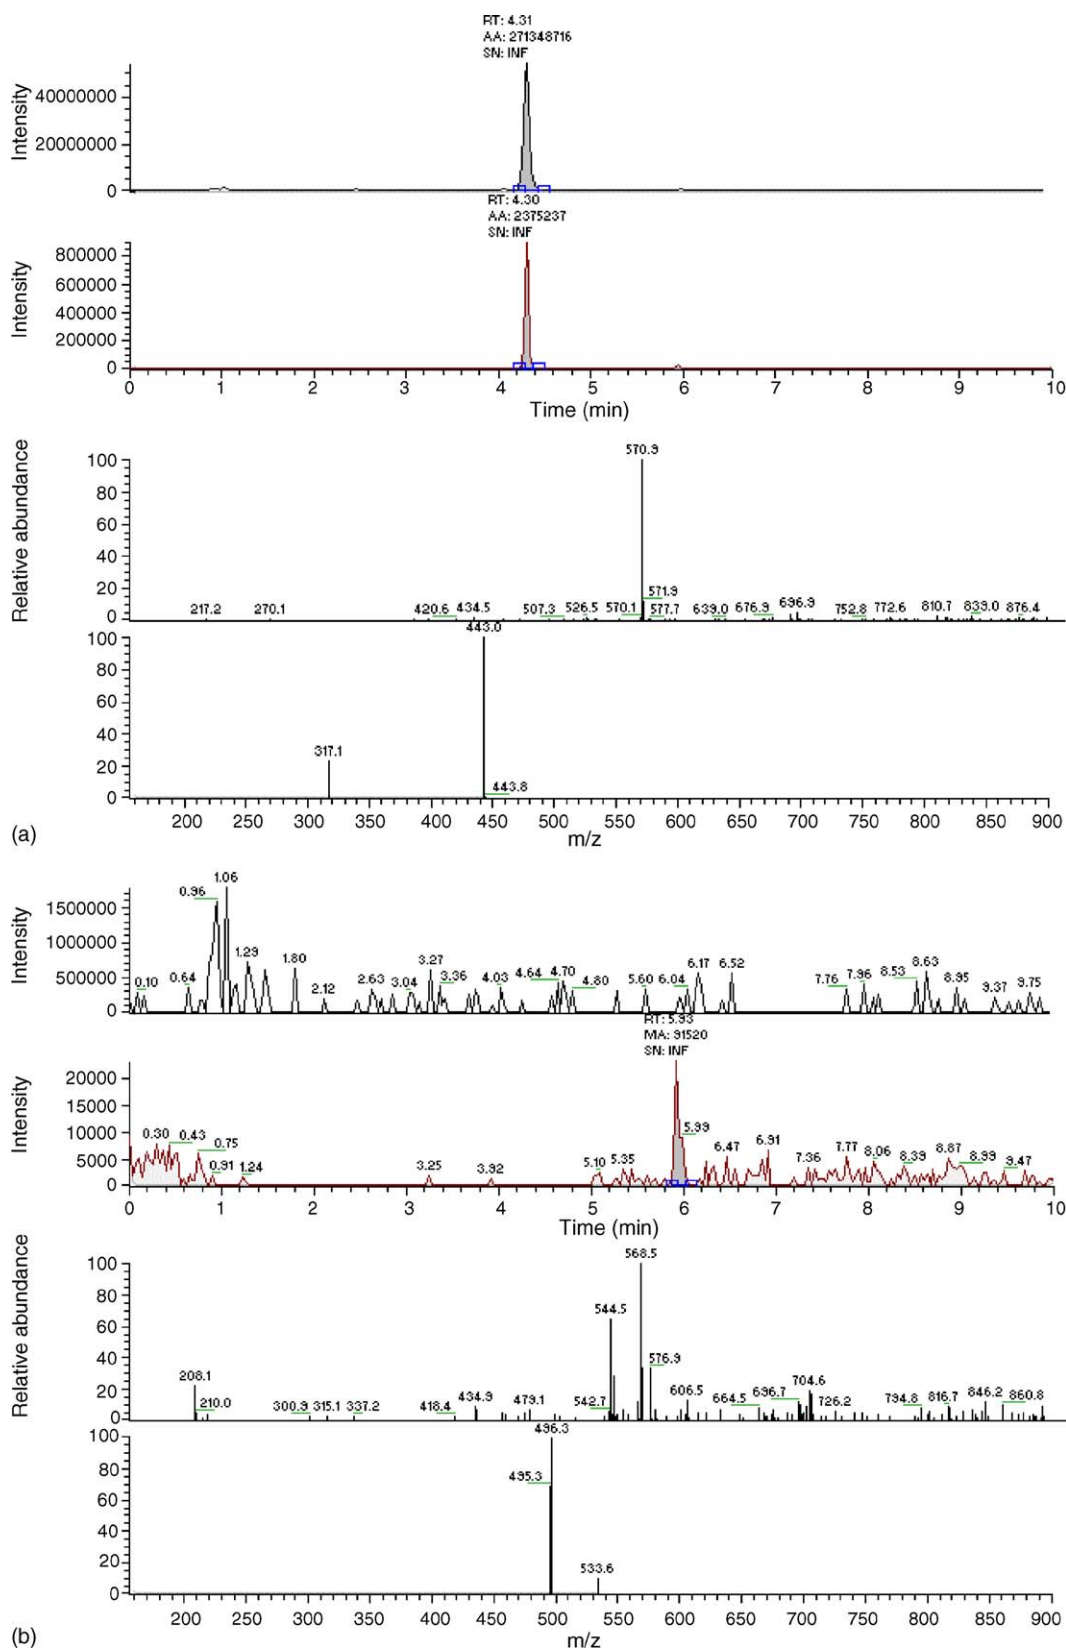 RT: 4.31
AA: 271348716
SN: INF
Intensity
40000000
20000000
0
RT: 4.30
AA: 2375237
SN: INF
Intensity
800000
600000
400000
200000
0
0 1 2 3 4 5 6 7 8 9 10
Time (min)
Relative abundance
100
80
60
40
20
0
570.9
217.2 270.1 420.6 434.5 507.3 526.5 570.1 571.9 577.7 639.0 676.9 696.9 752.8 772.6 810.7 839.0 876.4
100
80
60
40
20
0
443.0
317.1
443.8
200 250 300 350 400 450 500 550 600 650 700 750 800 850 900
m/z
(a)
Intensity
1500000
1000000
500000
0
0.10 0.64 0.96 1.06 1.29 1.80 2.12 2.63 3.04 3.27 3.36 4.03 4.64 4.70 4.80 5.60 6.04 6.17 6.52 7.76 7.96 8.53 8.63 8.95 9.37 9.75
RT: 5.93
MA: 91520
SN: INF
Intensity
20000
15000
10000
5000
0
0.30 0.43 0.75 0.91 1.24 3.25 3.92 5.10 5.35 5.99 6.47 6.91 7.36 7.77 8.06 8.39 8.87 8.99 9.47
0 1 2 3 4 5 6 7 8 9 10
Time (min)
Relative abundance
100
80
60
40
20
0
568.5
544.5
208.1 210.0 300.9 315.1 337.2 418.4 434.9 479.1 542.7 576.9 606.5 664.5 696.7 704.6 726.2 794.8 816.7 846.2 860.8
100
80
60
40
20
0
496.3
495.3
533.6
200 250 300 350 400 450 500 550 600 650 700 750 800 850 900
m/z
(b)